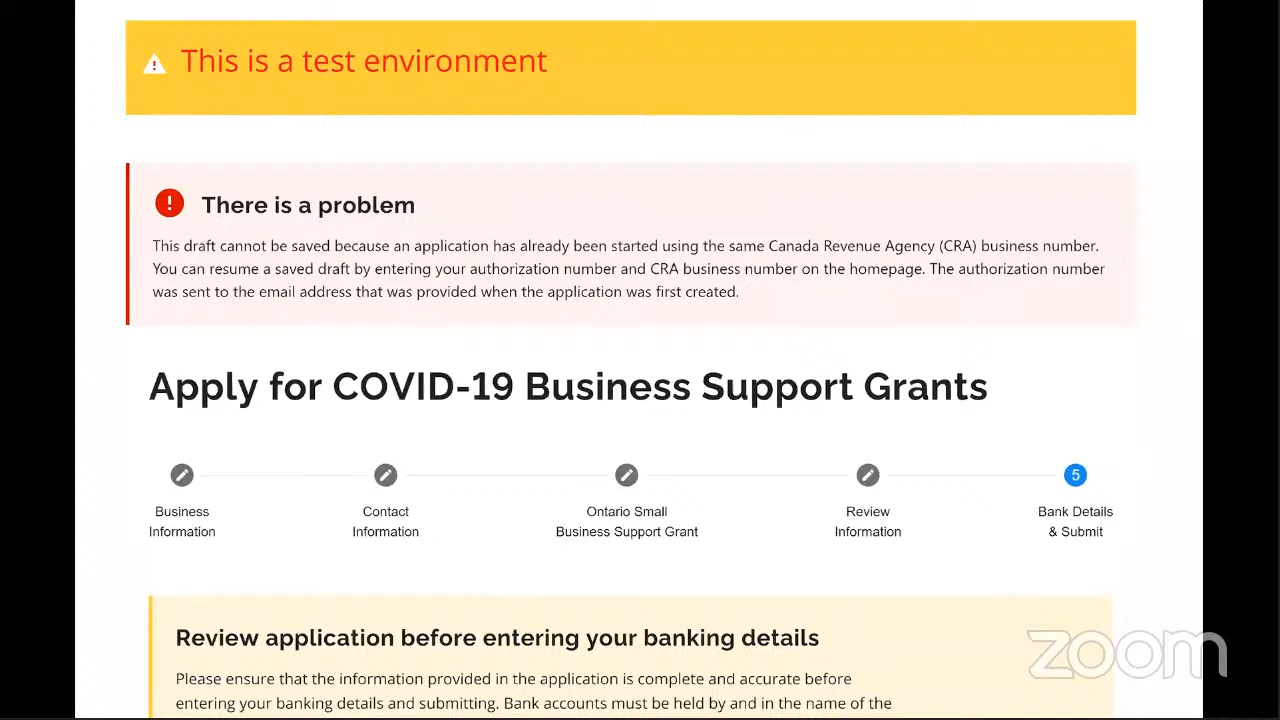 This is a test environment
There is a problem
This draft cannot be saved because an application has already been started using the same Canada Revenue Agency (CRA) business number.
You can resume a saved draft by entering your authorization number and CRA business number on the homepage. The authorization number
was sent to the email address that was provided when the application was first created.
Apply for COVID-19 Business Support Grants
5
Business
Information
Contact
Information
Ontario Small
Business Support Grant
Review
Information
Bank Details
& Submit
Review application before entering your banking details
Please ensure that the information provided in the application is complete and accurate before
entering your banking details and submitting. Bank accounts must be held by and in the name of the
zoom